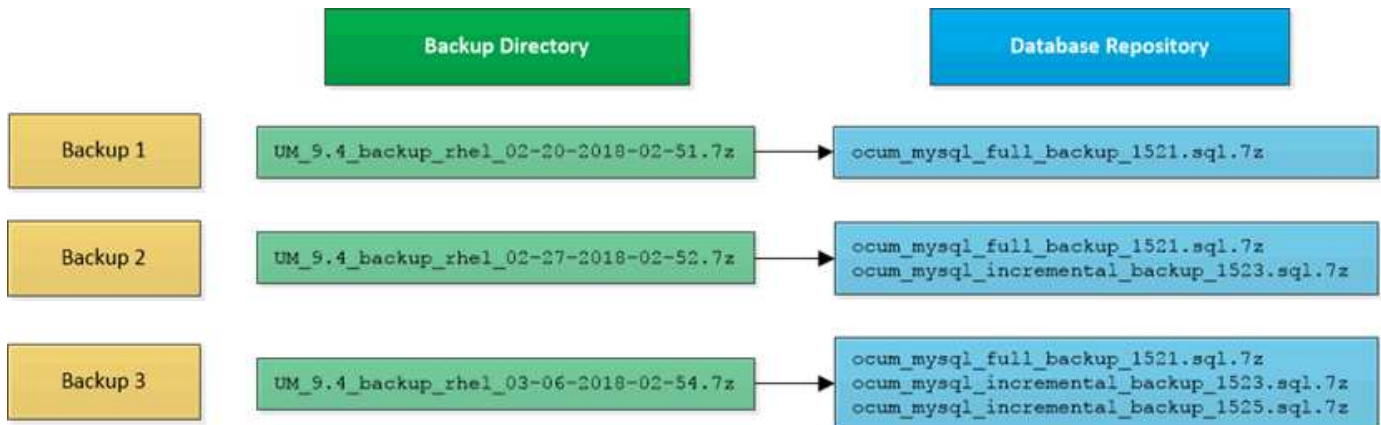 Backup Directory
Database Repository
Backup 1
UM_9.4_backup_rhel_02-20-2018-02-51.7z
ocum_mysql_full_backup_1521.sql.7z
Backup 2
UM_9.4_backup_rhel_02-27-2018-02-52.7z
ocum_mysql_full_backup_1521.sql.7z
ocum_mysql_incremental_backup_1523.sql.7z
Backup 3
UM_9.4_backup_rhel_03-06-2018-02-54.7z
ocum_mysql_full_backup_1521.sql.7z
ocum_mysql_incremental_backup_1523.sql.7z
ocum_mysql_incremental_backup_1525.sql.7z